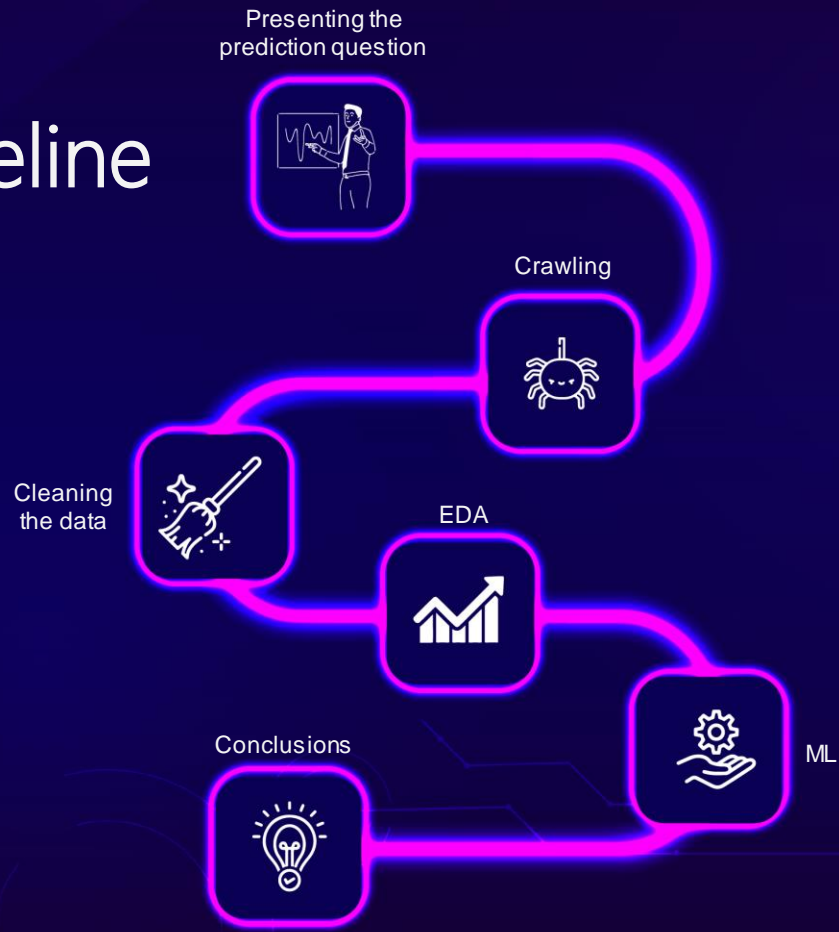 Presenting the
prediction question
eline
Crawling
Cleaning
the data
EDA
ML
Conclusions